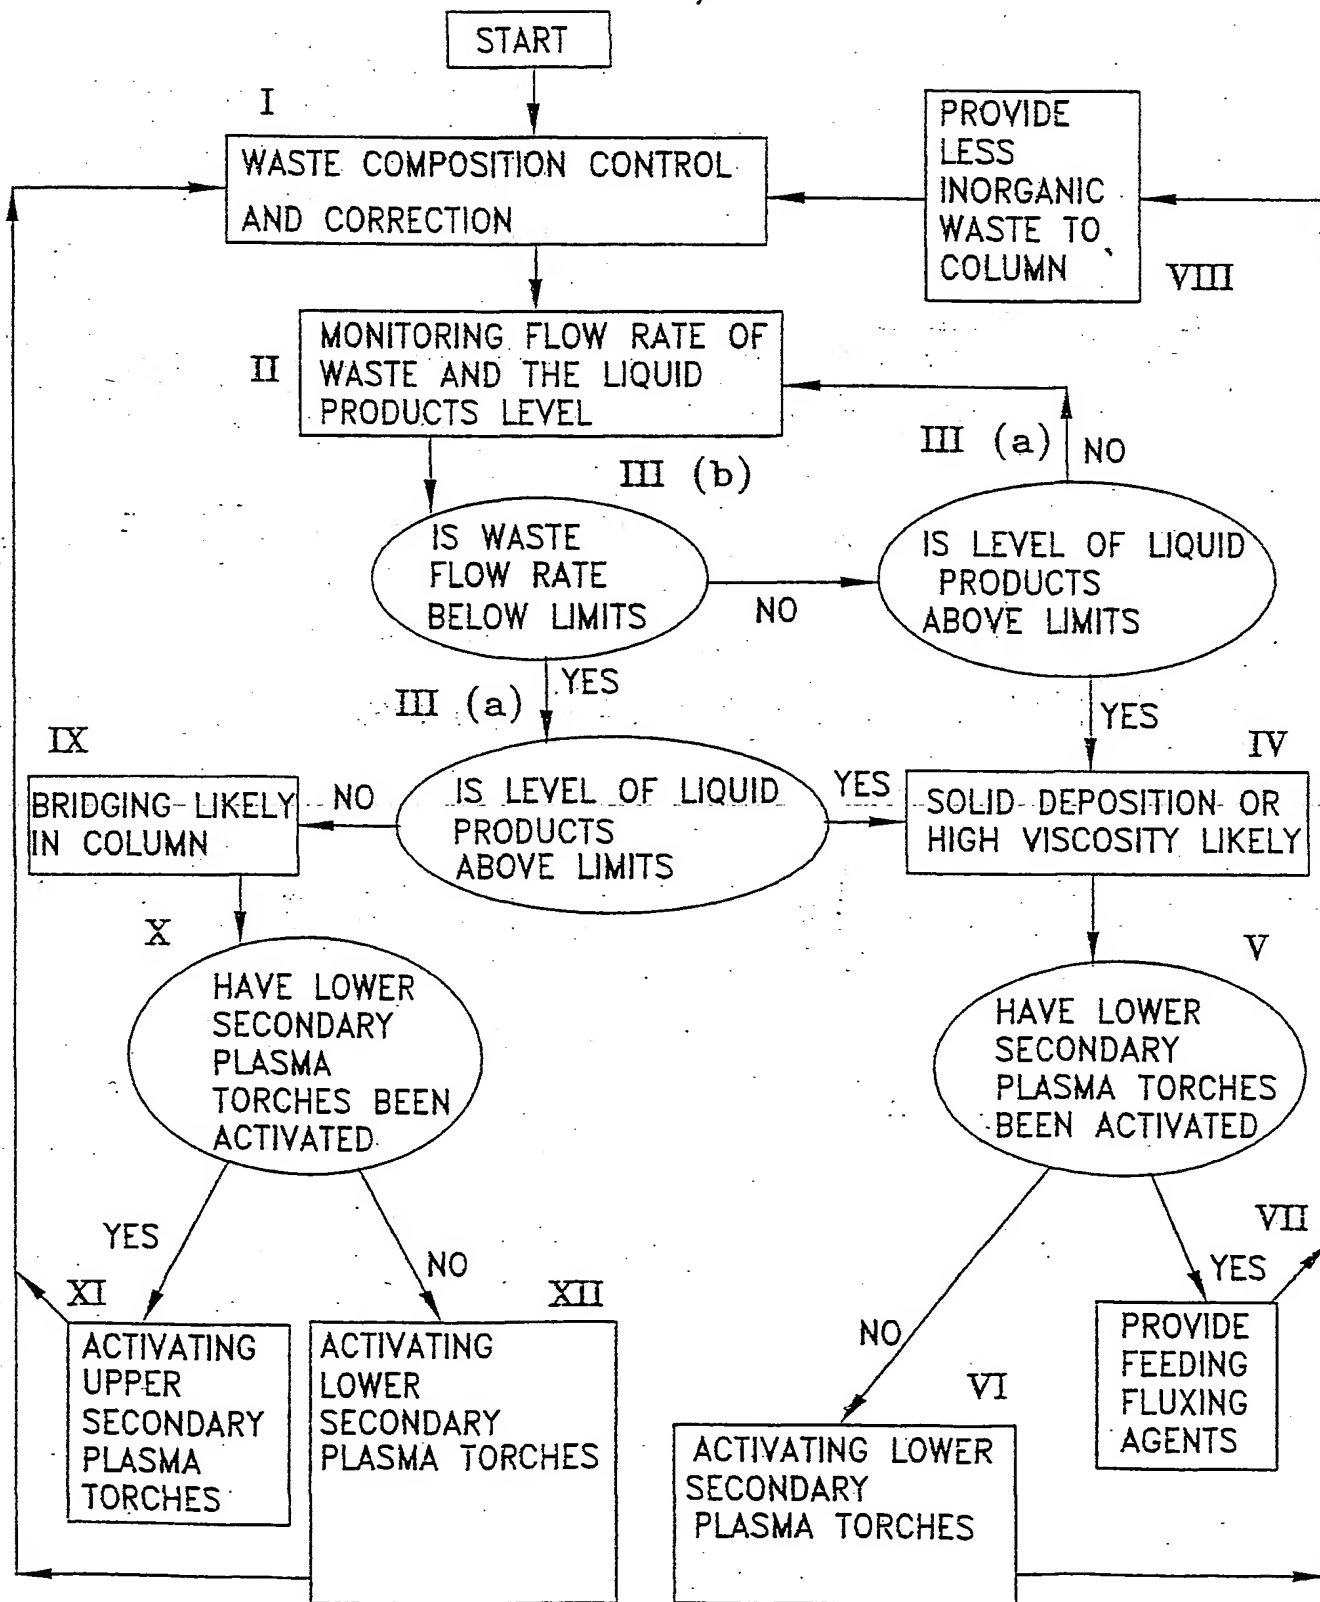 START
I
WASTE COMPOSITION CONTROL
AND CORRECTION
PROVIDE
LESS
INORGANIC
WASTE TO
COLUMN
VIII
II
MONITORING FLOW RATE OF
WASTE AND THE LIQUID
PRODUCTS LEVEL
III (a)
NO
III (b)
IS WASTE
FLOW RATE
BELOW LIMITS
NO
IS LEVEL OF LIQUID
PRODUCTS
ABOVE LIMITS
YES
III (a)
YES
IV
IX
BRIDGING LIKELY
IN COLUMN
NO
IS LEVEL OF LIQUID
PRODUCTS
ABOVE LIMITS
YES
SOLID DEPOSITION OR
HIGH VISCOSITY LIKELY
X
HAVE LOWER
SECONDARY
PLASMA
TORCHES BEEN
ACTIVATED
V
HAVE LOWER
SECONDARY
PLASMA TORCHES
BEEN ACTIVATED
YES
NO
NO
YES
VII
XI
ACTIVATING
UPPER
SECONDARY
PLASMA
TORCHES
XII
ACTIVATING
LOWER
SECONDARY
PLASMA TORCHES
VI
ACTIVATING LOWER
SECONDARY
PLASMA TORCHES
PROVIDE
FEEDING
FLUXING
AGENTS